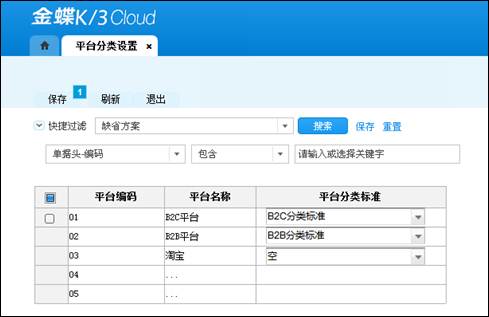 金蝶K/3 Cloud
平台分类设置 ×
保存 1 刷新 退出
快捷过滤 缺省方案 搜索 保存 重置
单据头-编码 包含 请输入或选择关键字
平台编码 平台名称 平台分类标准
01 B2C平台 B2C分类标准
02 B2B平台 B2B分类标准
03 淘宝 空
04 ...
05 ...